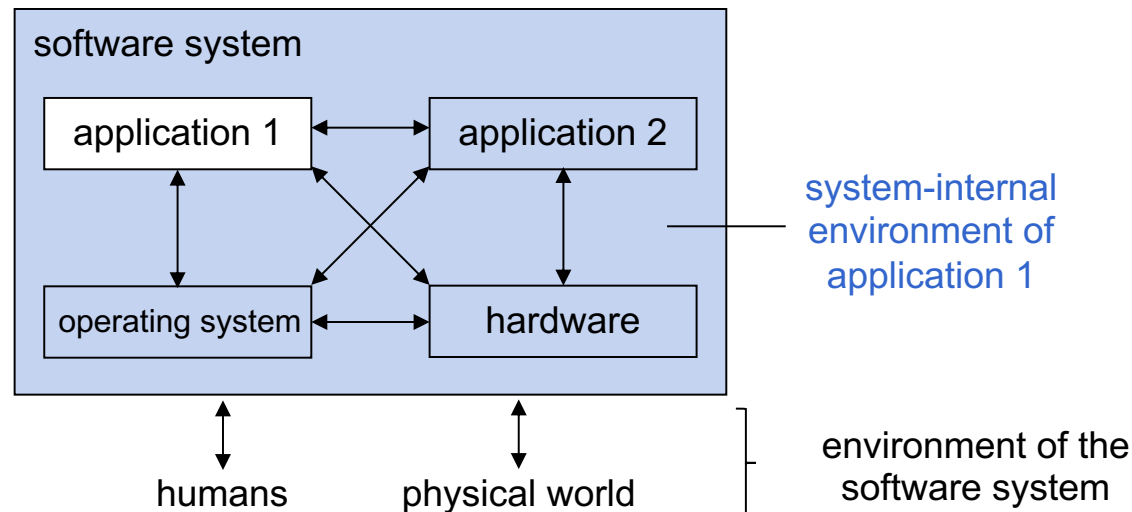 software system
application 1
application 2
system-internal
environment of
application 1
operating system
hardware
humans
physical world
environment of the
software system